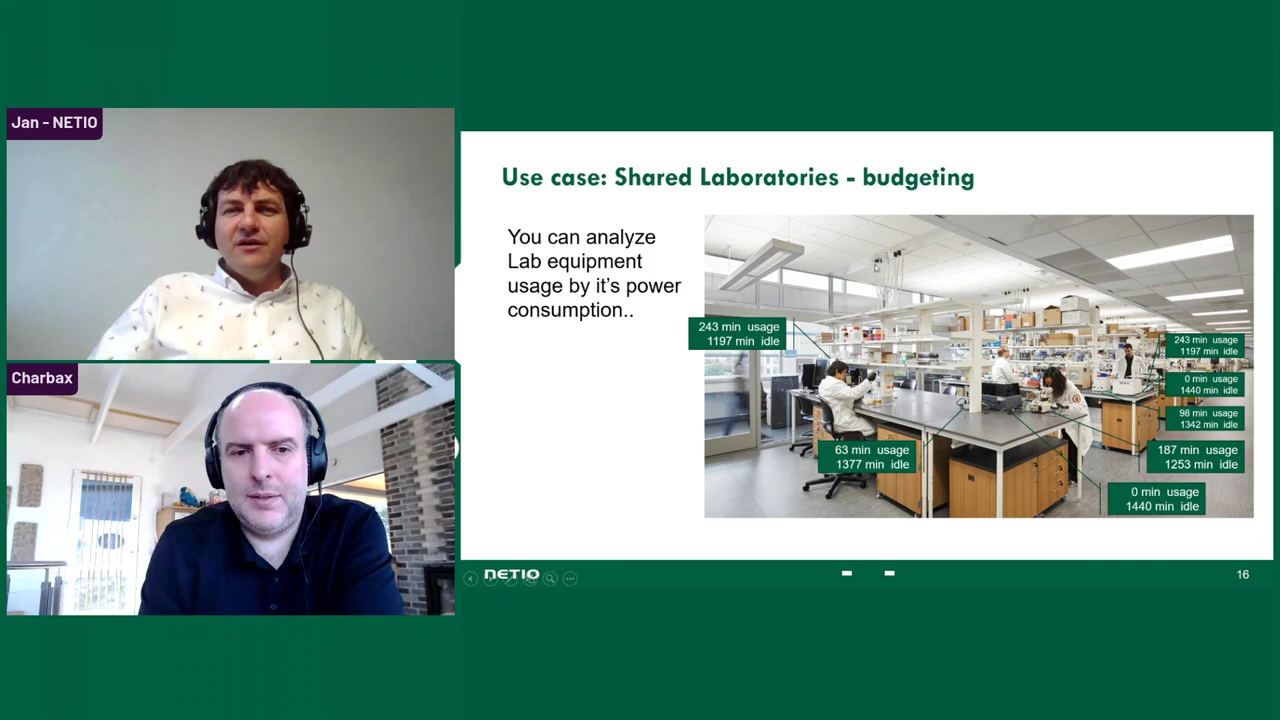 Jan - NETIO
Charbax
Use case: Shared Laboratories - budgeting
You can analyze
Lab equipment
usage by it's power
consumption..
243 min usage
1197 min idle
243 min usage
1197 min idle
0 min usage
1440 min idle
98 min usage
1342 min idle
63 min usage
1377 min idle
187 min usage
1253 min idle
0 min usage
1440 min idle
NETIO
16